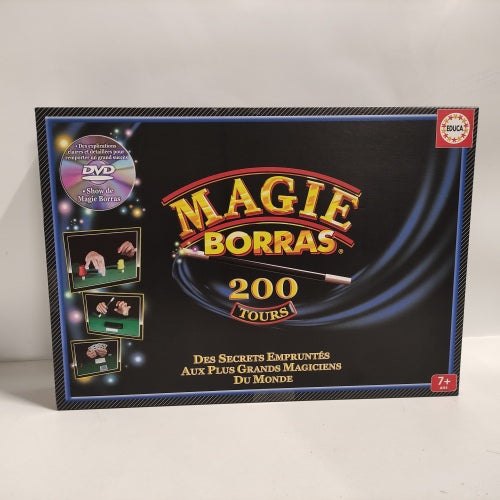 • Des explications
claires et détaillées pour
remporter un grand succès
DVD
• Show de
Magie Borras
EDUCA
MAGIE
BORRAS®
200
TOURS
DES SECRETS EMPRUNTÉS
AUX PLUS GRANDS MAGICIENS
DU MONDE
7+